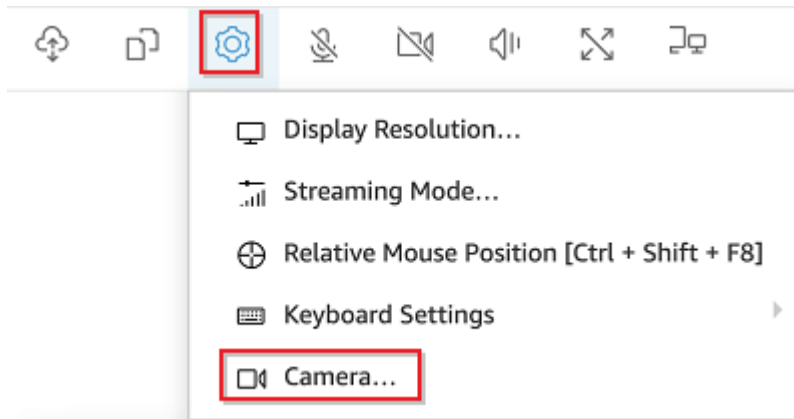 Display Resolution...
Streaming Mode...
Relative Mouse Position [Ctrl + Shift + F8]
Keyboard Settings
Camera...